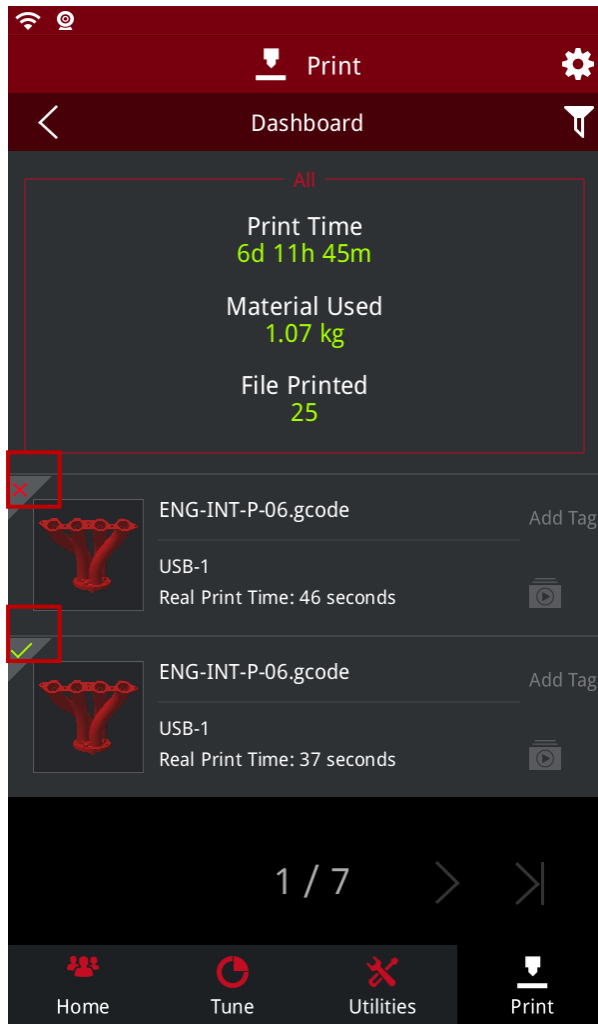 Print
Dashboard
All
Print Time
6d 11h 45m
Material Used
1.07 kg
File Printed
25
ENG-INT-P-06.gcode
Add Tag
USB-1
Real Print Time: 46 seconds
ENG-INT-P-06.gcode
Add Tag
USB-1
Real Print Time: 37 seconds
1 / 7
Home
Tune
Utilities
Print